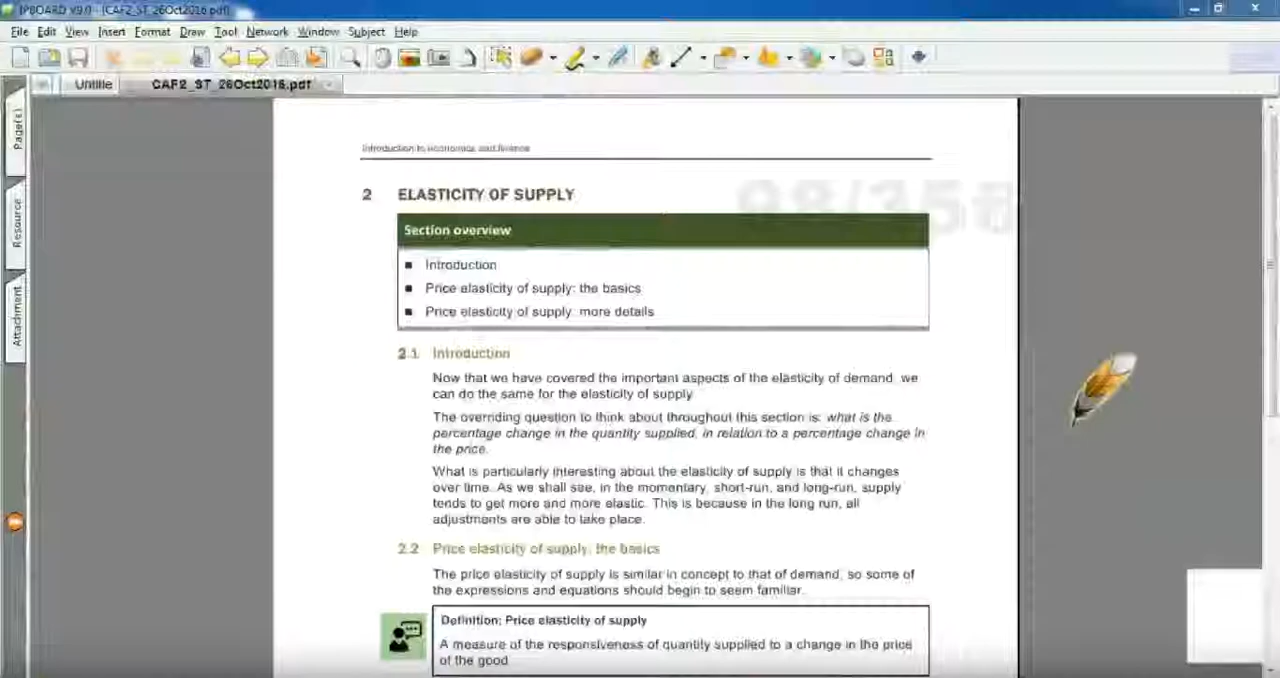 IPBOARD V9.0 - [CAF2_ST_26Oct2016.pdf]
File Edit View Insert Format Draw Tool Network Window Subject Help
Untitle CAF2_ST_26Oct2016.pdf
Page(s)
Resource
Attachment
Introduction to economics and finance
2 ELASTICITY OF SUPPLY
Section overview
■ Introduction
■ Price elasticity of supply: the basics
■ Price elasticity of supply: more details
2.1 Introduction
Now that we have covered the important aspects of the elasticity of demand, we
can do the same for the elasticity of supply.
The overriding question to think about throughout this section is: what is the
percentage change in the quantity supplied, in relation to a percentage change in
the price.
What is particularly interesting about the elasticity of supply is that it changes
over time. As we shall see, in the momentary, short-run, and long-run, supply
tends to get more and more elastic. This is because in the long run, all
adjustments are able to take place.
2.2 Price elasticity of supply: the basics
The price elasticity of supply is similar in concept to that of demand, so some of
the expressions and equations should begin to seem familiar.
Definition: Price elasticity of supply
A measure of the responsiveness of quantity supplied to a change in the price
of the good